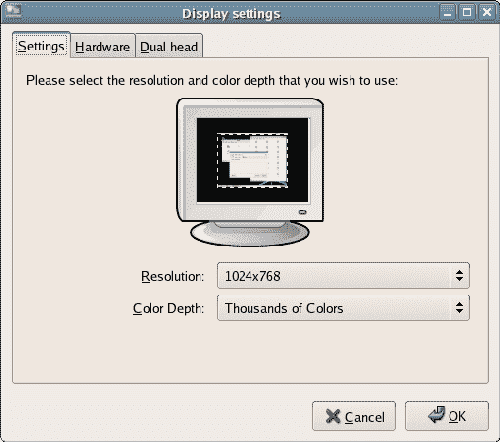 Display settings
Settings Hardware Dual head
Please select the resolution and color depth that you wish to use:
Resolution: 1024x768
Color Depth: Thousands of Colors
Cancel OK